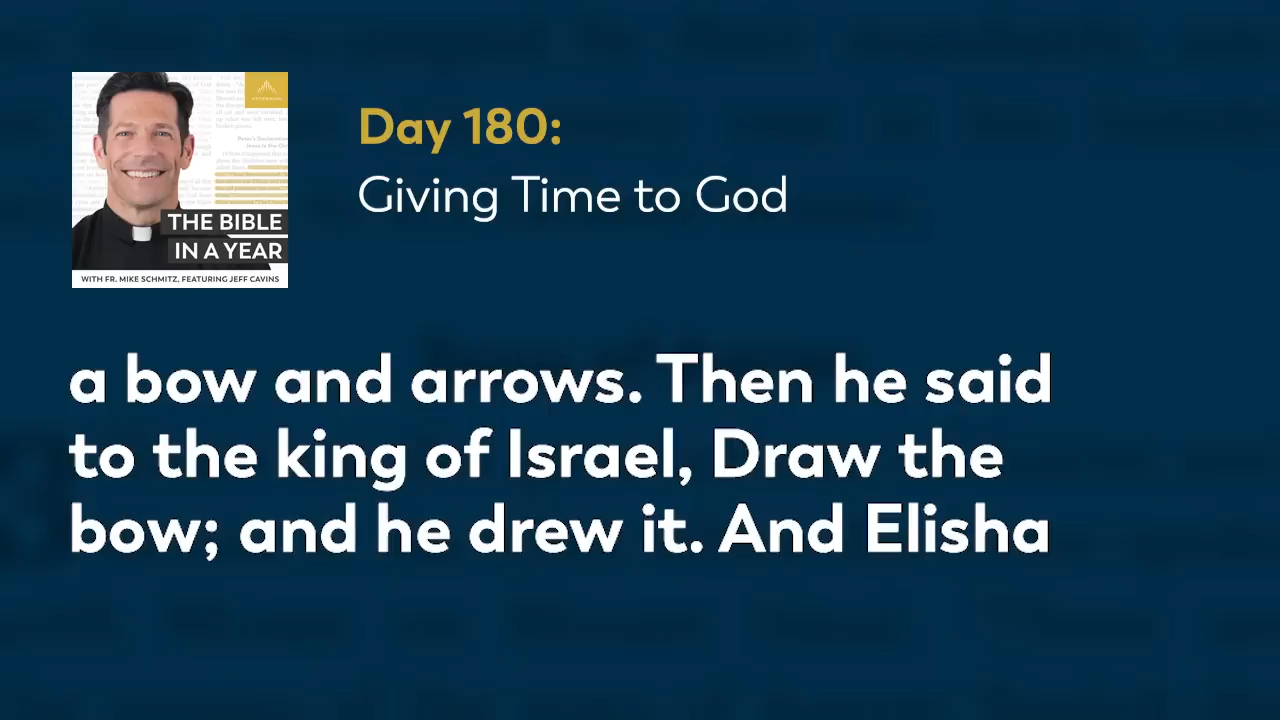 Day 180:
Giving Time to God
THE BIBLE
IN A YEAR
WITH FR. MIKE SCHMITZ, FEATURING JEFF CAVINS
a bow and arrows. Then he said
to the king of Israel, Draw the
bow; and he drew it. And Elisha